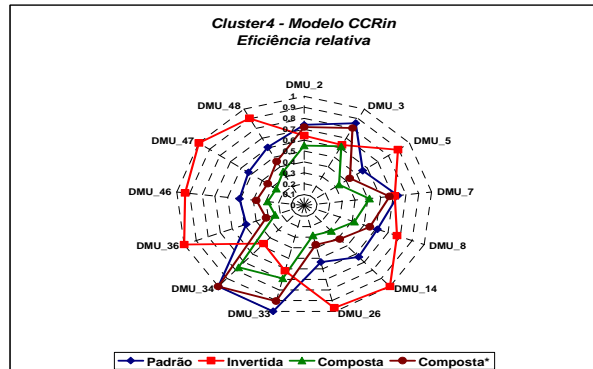 Cluster4 - Modelo CCRin
Eficiência relativa
DMU_2
DMU_48
DMU_3
DMU_47
DMU_5
DMU_46
DMU_7
DMU_36
DMU_8
DMU_34
DMU_14
DMU_33
DMU_26
1
0.9
0.8
0.7
0.6
0.5
0.4
0.3
0.2
0.1
0
Padrão Invertida Composta Composta*